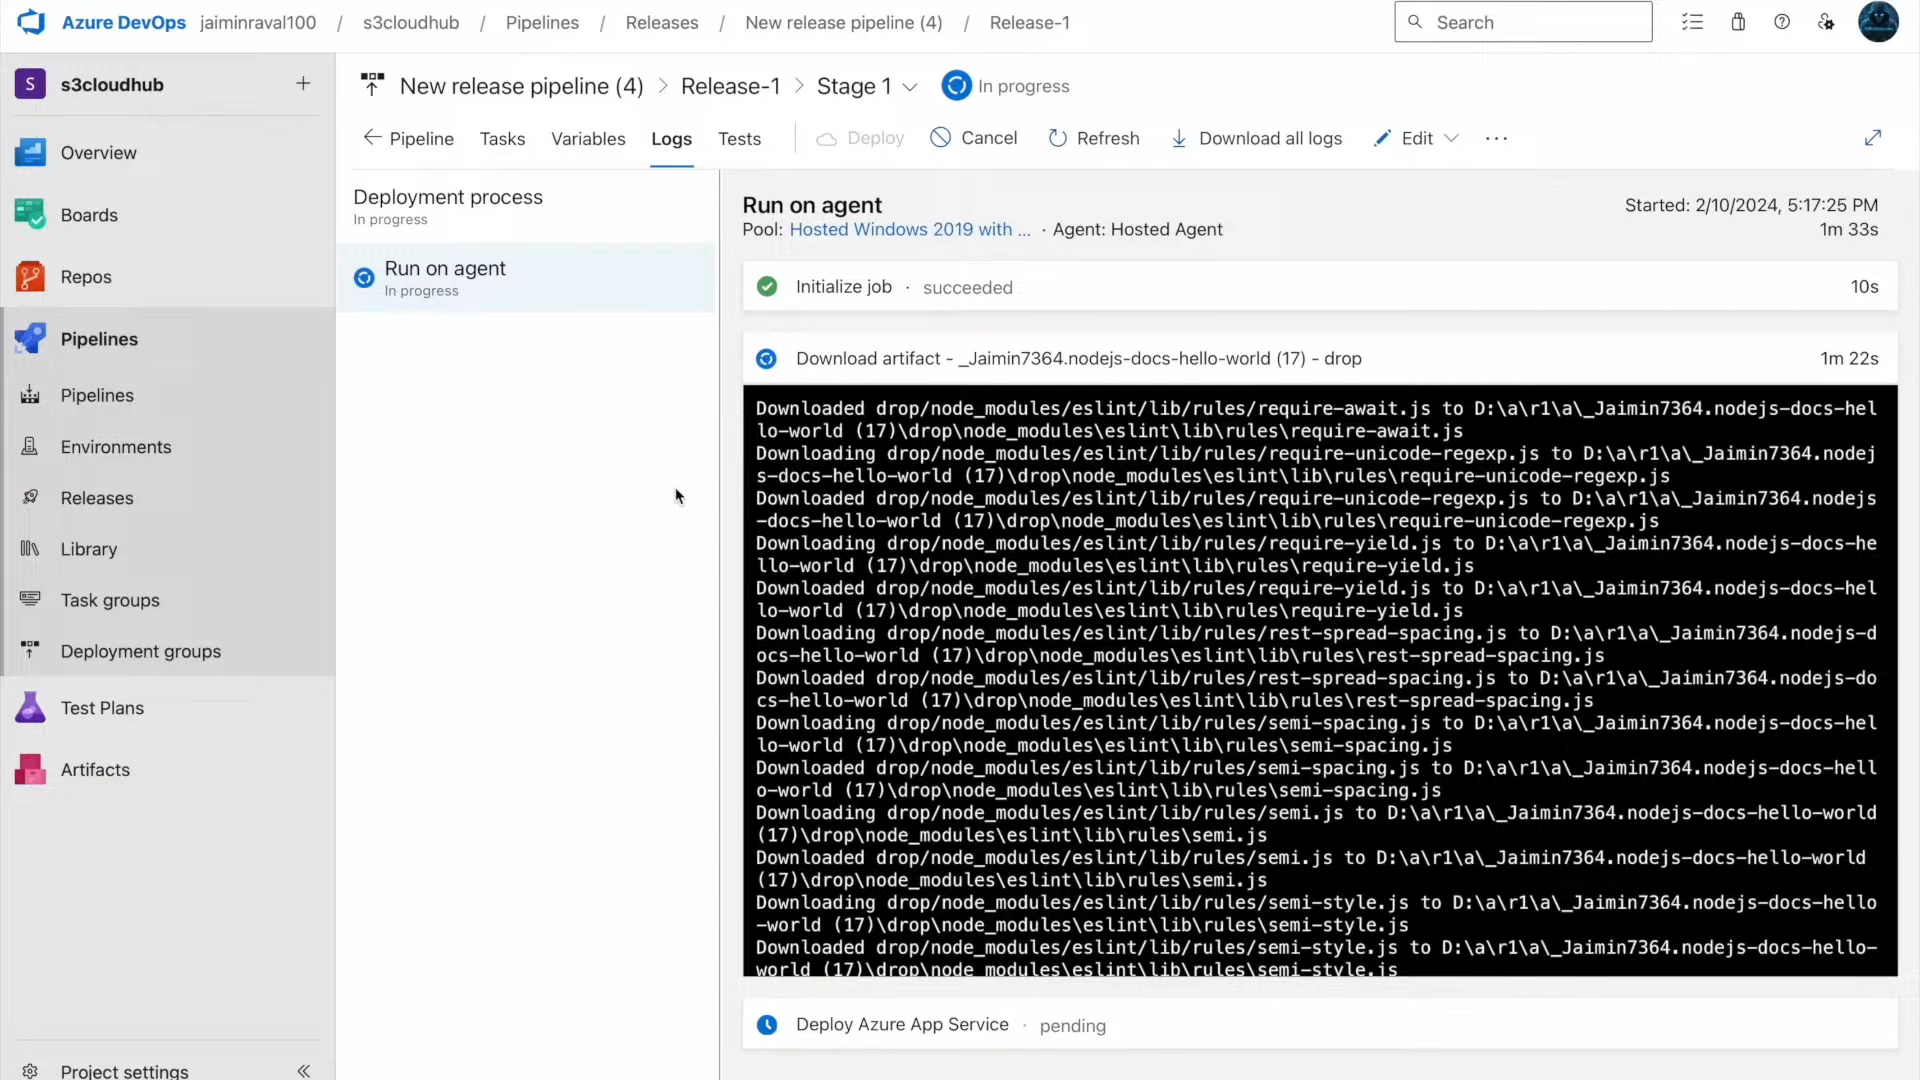 Azure DevOps jaiminraval100 / s3cloudhub / Pipelines / Releases / New release pipeline (4) / Release-1
Search
S s3cloudhub +
Overview
Boards
Repos
Pipelines
Pipelines
Environments
Releases
Library
Task groups
Deployment groups
Test Plans
Artifacts
Project settings
New release pipeline (4) > Release-1 > Stage 1 In progress
Pipeline Tasks Variables Logs Tests Deploy Cancel Refresh Download all logs Edit ...
Deployment process
In progress
Run on agent
In progress
Run on agent
Started: 2/10/2024, 5:17:25 PM
Pool: Hosted Windows 2019 with ... · Agent: Hosted Agent
1m 33s
Initialize job · succeeded 10s
Download artifact - _Jaimin7364.nodejs-docs-hello-world (17) - drop 1m 22s
Downloaded drop/node_modules/eslint/lib/rules/require-await.js to D:\a\r1\a\_Jaimin7364.nodejs-docs-hel
lo-world (17)\drop\node_modules\eslint\lib\rules\require-await.js
Downloading drop/node_modules/eslint/lib/rules/require-unicode-regexp.js to D:\a\r1\a\_Jaimin7364.nodej
s-docs-hello-world (17)\drop\node_modules\eslint\lib\rules\require-unicode-regexp.js
Downloaded drop/node_modules/eslint/lib/rules/require-unicode-regexp.js to D:\a\r1\a\_Jaimin7364.nodejs
-docs-hello-world (17)\drop\node_modules\eslint\lib\rules\require-unicode-regexp.js
Downloading drop/node_modules/eslint/lib/rules/require-yield.js to D:\a\r1\a\_Jaimin7364.nodejs-docs-he
llo-world (17)\drop\node_modules\eslint\lib\rules\require-yield.js
Downloaded drop/node_modules/eslint/lib/rules/require-yield.js to D:\a\r1\a\_Jaimin7364.nodejs-docs-hel
lo-world (17)\drop\node_modules\eslint\lib\rules\require-yield.js
Downloading drop/node_modules/eslint/lib/rules/rest-spread-spacing.js to D:\a\r1\a\_Jaimin7364.nodejs-d
ocs-hello-world (17)\drop\node_modules\eslint\lib\rules\rest-spread-spacing.js
Downloaded drop/node_modules/eslint/lib/rules/rest-spread-spacing.js to D:\a\r1\a\_Jaimin7364.nodejs-do
cs-hello-world (17)\drop\node_modules\eslint\lib\rules\rest-spread-spacing.js
Downloading drop/node_modules/eslint/lib/rules/semi-spacing.js to D:\a\r1\a\_Jaimin7364.nodejs-docs-hel
lo-world (17)\drop\node_modules\eslint\lib\rules\semi-spacing.js
Downloaded drop/node_modules/eslint/lib/rules/semi-spacing.js to D:\a\r1\a\_Jaimin7364.nodejs-docs-hell
o-world (17)\drop\node_modules\eslint\lib\rules\semi-spacing.js
Downloading drop/node_modules/eslint/lib/rules/semi.js to D:\a\r1\a\_Jaimin7364.nodejs-docs-hello-world
(17)\drop\node_modules\eslint\lib\rules\semi.js
Downloaded drop/node_modules/eslint/lib/rules/semi.js to D:\a\r1\a\_Jaimin7364.nodejs-docs-hello-world
(17)\drop\node_modules\eslint\lib\rules\semi.js
Downloading drop/node_modules/eslint/lib/rules/semi-style.js to D:\a\r1\a\_Jaimin7364.nodejs-docs-hello
-world (17)\drop\node_modules\eslint\lib\rules\semi-style.js
Downloaded drop/node_modules/eslint/lib/rules/semi-style.js to D:\a\r1\a\_Jaimin7364.nodejs-docs-hello-
world (17)\drop\node_modules\eslint\lib\rules\semi-style.js
Deploy Azure App Service · pending